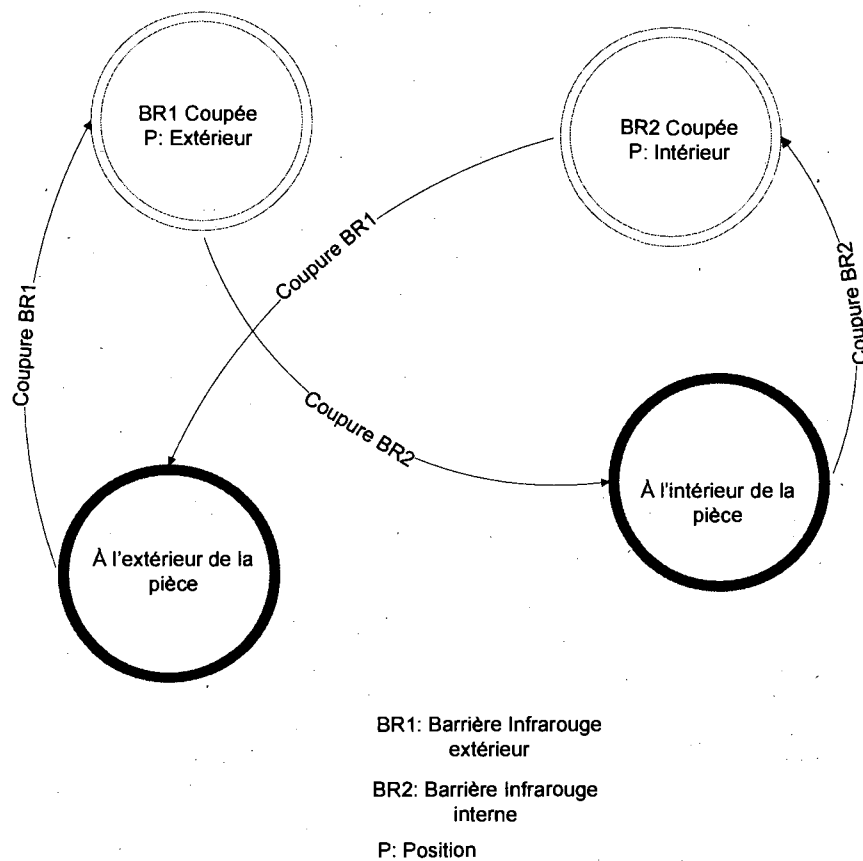 BR1 Coupée
P: Extérieur
BR2 Coupée
P: Intérieur
Coupure BR1
Coupure BR1
Coupure BR2
Coupure BR2
À l'intérieur de la
pièce
À l'extérieur de la
pièce
BR1: Barrière Infrarouge
extérieur
BR2: Barrière Infrarouge
interne
P: Position